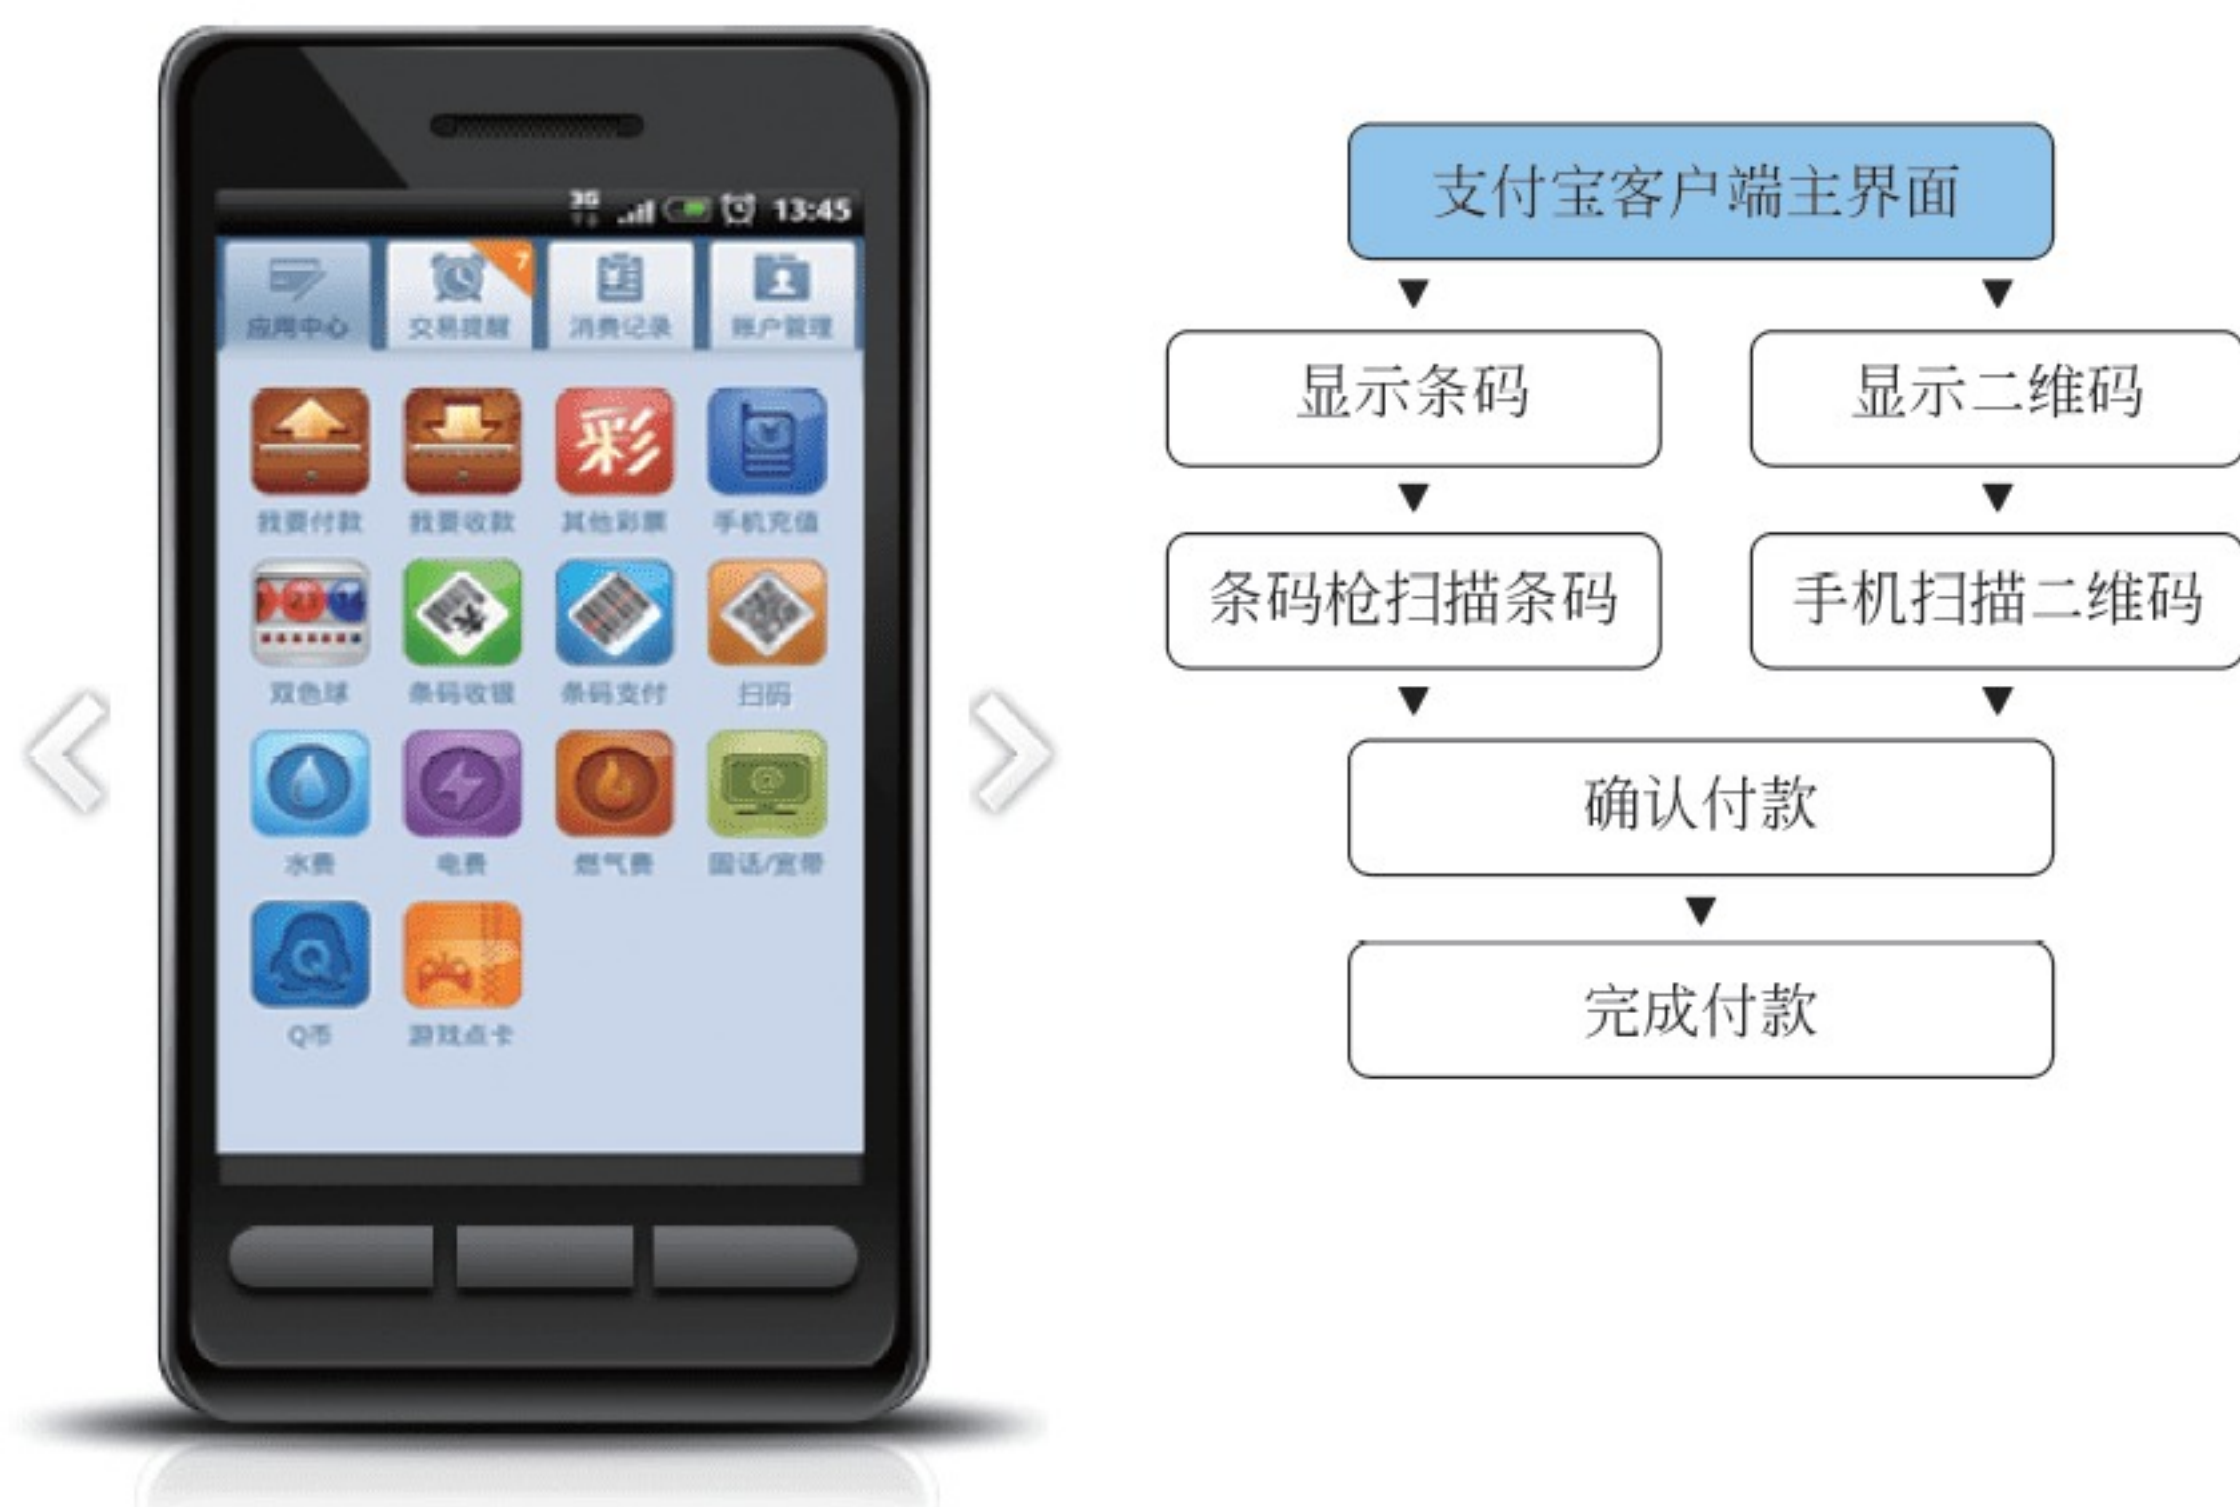 3G 13:45
应用中心 交易提醒 消费记录 账户管理
7
彩
我要付款 我要收款 其他彩票 手机充值
23
双色球 条码收银 条码支付 扫码
@
水费 电费 燃气费 固话/宽带
Q
Q币 游戏点卡
支付宝客户端主界面
显示条码 显示二维码
条码枪扫描条码 手机扫描二维码
确认付款
完成付款